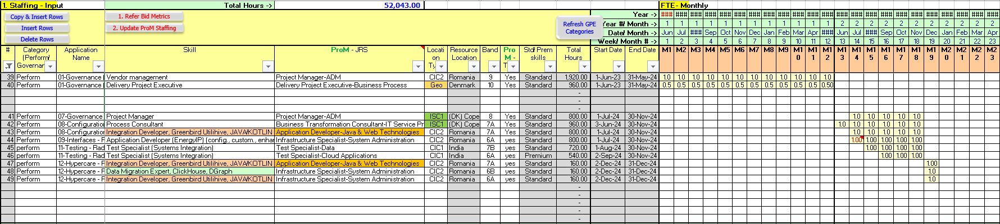 1. Staffing - Input Total Hours -> 52,043.00 FTE- Monthly
Copy & Insert Rows 1. Refer Bid Metrics Year -> ### ### ### ### ### ### ### ### ### ### ### ### ### ### ### ### ### ### ### ### ### ### ###
Insert Rows 2. Update ProM Staffing Refresh GPE Categories Year #/ Month -> 1 1 1 1 1 1 1 1 1 1 1 1 2 2 2 2 2 2 2 2 2 2 2
Date/ Month -> Jun Jul ### Sep Oct Nov Dec Jan Feb Mar Apr ### Jun Jul ### Sep Oct Nov Dec Jan Feb Mar Apr
Delete Rows Week/ Month # -> 1 2 3 4 5 6 7 8 9 10 11 12 13 14 15 16 17 18 19 20 21 22 23
# Category (Perform/ Governan Application Name Skill ProM - JRS Locati on Ty Resource Location Band Pro M - T Std/ Prem skills Total Hours Start Date End Date M1 M2 M3 M4 M5 M6 M7 M8 M9 M10 M11 M12 M13 M14 M15 M16 M17 M18 M19 M20 M21 M22 M23
39 Perform 01-Governance Vendor management Project Manager-ADM CIC2 Romania 9 Yes Standard 1,920.00 1-Jun-23 31-May-24 1.0 1.0 1.0 1.0 1.0 1.0 1.0 1.0 1.0 1.0 1.0 1.0
40 Perform 01-Governance Delivery Project Executive Delivery Project Executive-Business Process Geo Denmark 10 Yes Standard 960.00 1-Jun-23 31-May-24 0.5 0.5 0.5 0.5 0.5 0.5 0.5 0.5 0.5 0.5 0.5 0.50
-
-
-
41 Perform 07-Governance Project Manager Project Manager-ADM ISC1 (DK) Cope 8 Yes Standard 800.00 1-Jul-24 30-Nov-24 1.0 1.0 1.0 1.0 1.0
42 Perform 08-Configuration Process Consultant Business Transformation Consultant-IT Service Pr ISC1 (DK) Cope 7A Yes Standard 960.00 3-Jun-24 30-Nov-24 1.0 1.0 1.0 1.0 1.0 1.0
43 Perform 08-Configuration Integration Developer, Greenbird Utilihive, JAVA/KOTLIN Application Developer-Java & Web Technologies CIC2 Romania 7A Yes Standard 800.00 1-Jul-24 30-Nov-24 1.0 1.0 1.0 1.0 1.0
44 Perform 09-Interfaces - F Application Developer (EnergyIP) (config., custom., enhan Infrastructure Specialist-System Administration CIC2 Romania 6A yes Standard 800.00 1-Jul-24 30-Nov-24 1.00 1.00 1.00 1.00 1.00
45 perform 11-Testing - Rad Test Specialist (Systems Integration) Test Specialist-Data CIC1 India 7B yes Standard 720.00 1-Aug-24 30-Nov-24 1.00 1.00 1.00 1.00
46 perform 11-Testing - Rad Test Specialist (Systems Integration) Test Specialist-Cloud Applications CIC1 India 6A yes Premium 540.00 2-Sep-24 30-Nov-24 1.00 1.00 1.00
47 perform 12-Hypercare - F Integration Developer, Greenbird Utilihive, JAVA/KOTLIN Application Developer-Java & Web Technologies CIC2 Romania 7A yes Standard 160.00 2-Dec-24 31-Dec-24 1.00
48 perform 12-Hypercare - F Data Migration Expert, ClickHouse, DGraph Infrastructure Specialist-System Administration CIC2 Romania 6B yes Standard 160.00 2-Dec-24 31-Dec-24 1.0
49 Perform 12-Hypercare - F Integration Developer, Greenbird Utilihive, JAVA/KOTLIN Infrastructure Specialist-System Administration CIC2 Romania 6A yes Standard 160.00 2-Dec-24 31-Dec-24 1.0
-
-
-
-
-